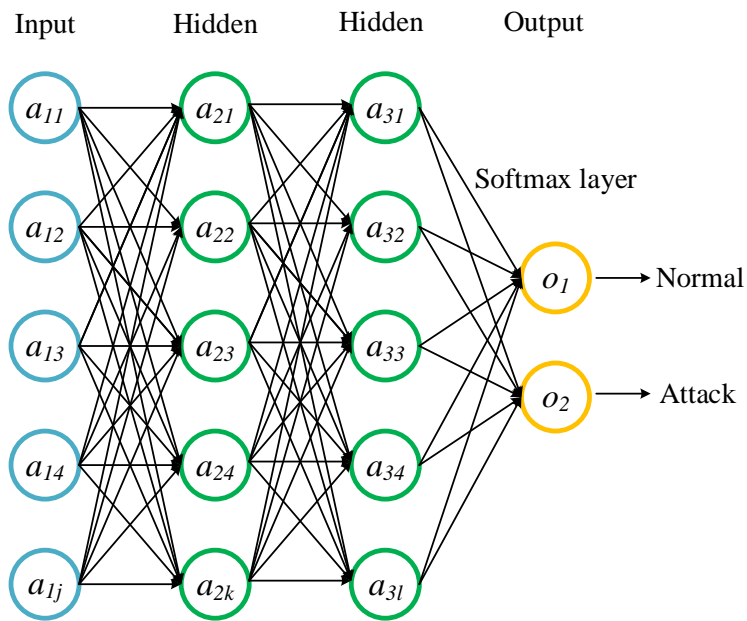 Input Hidden Hidden Output
a11 a21 a31
Softmax layer
a12 a22 a32
o1 Normal
a13 a23 a33
o2 Attack
a14 a24 a34
a1j a2k a3l